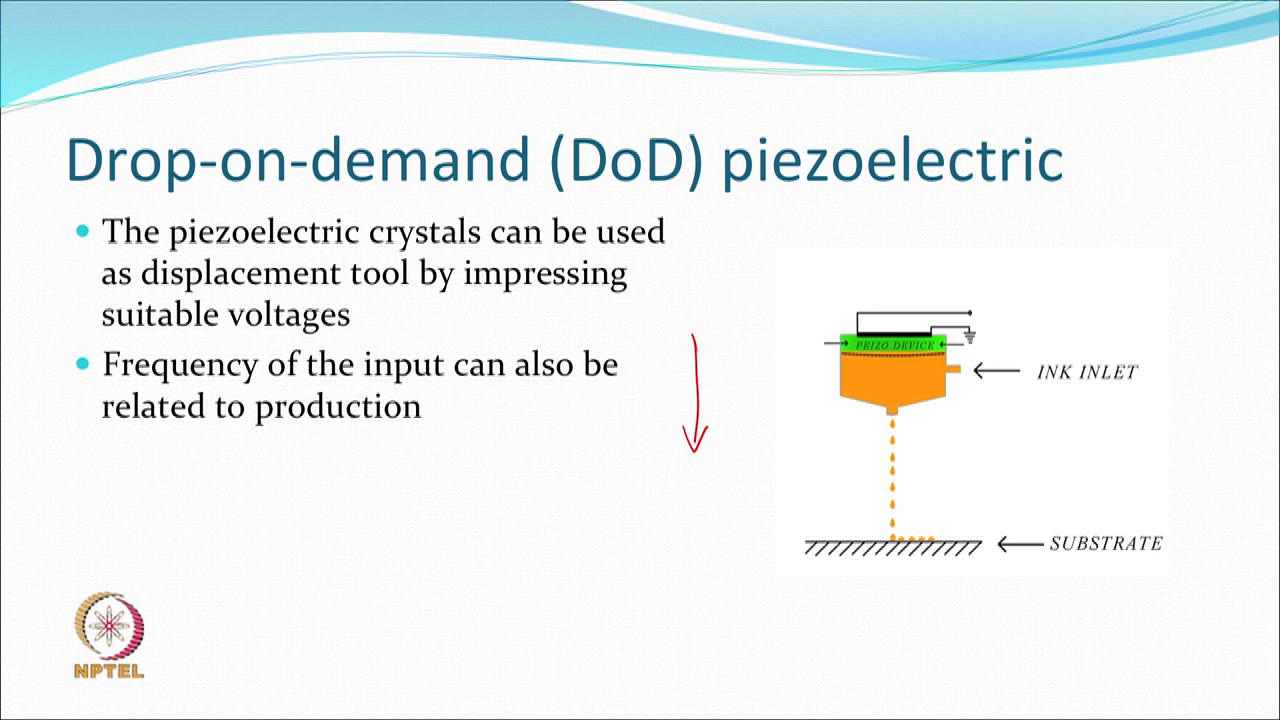 Drop-on-demand (DoD) piezoelectric
The piezoelectric crystals can be used
as displacement tool by impressing
suitable voltages
Frequency of the input can also be
related to production
PEIZO DEVICE
INK INLET
SUBSTRATE
NPTEL